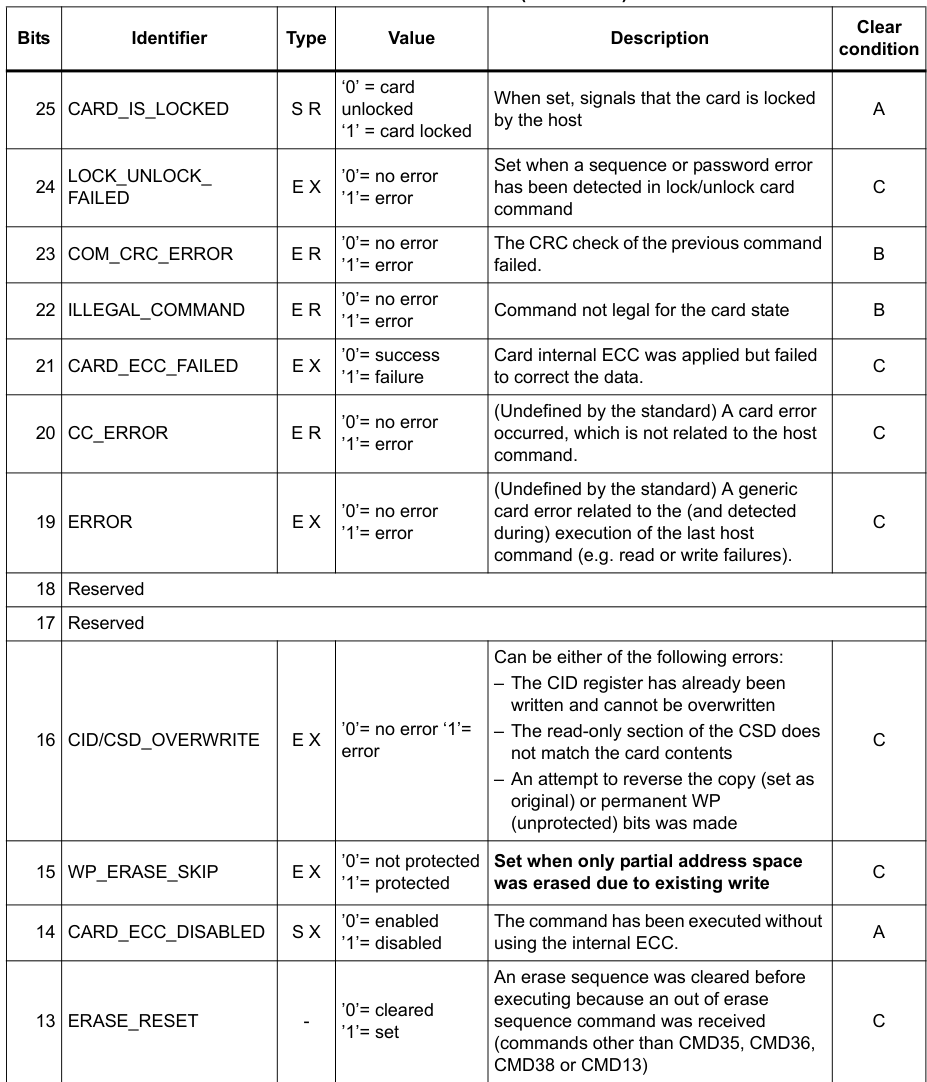 Bits Identifier Type Value Description Clear
condition
25 CARD_IS_LOCKED S R ‘0’ = card
unlocked
‘1’ = card locked When set, signals that the card is locked
by the host A
24 LOCK_UNLOCK_
FAILED E X ’0’= no error
’1’= error Set when a sequence or password error
has been detected in lock/unlock card
command C
23 COM_CRC_ERROR E R ’0’= no error
’1’= error The CRC check of the previous command
failed. B
22 ILLEGAL_COMMAND E R ’0’= no error
’1’= error Command not legal for the card state B
21 CARD_ECC_FAILED E X ’0’= success
’1’= failure Card internal ECC was applied but failed
to correct the data. C
20 CC_ERROR E R ’0’= no error
’1’= error (Undefined by the standard) A card error
occurred, which is not related to the host
command. C
19 ERROR E X ’0’= no error
’1’= error (Undefined by the standard) A generic
card error related to the (and detected
during) execution of the last host
command (e.g. read or write failures). C
18 Reserved
17 Reserved
16 CID/CSD_OVERWRITE E X ’0’= no error ‘1’=
error Can be either of the following errors:
– The CID register has already been
written and cannot be overwritten
– The read-only section of the CSD does
not match the card contents
– An attempt to reverse the copy (set as
original) or permanent WP
(unprotected) bits was made C
15 WP_ERASE_SKIP E X ’0’= not protected
’1’= protected Set when only partial address space
was erased due to existing write C
14 CARD_ECC_DISABLED S X ’0’= enabled
’1’= disabled The command has been executed without
using the internal ECC. A
13 ERASE_RESET - ’0’= cleared
’1’= set An erase sequence was cleared before
executing because an out of erase
sequence command was received
(commands other than CMD35, CMD36,
CMD38 or CMD13) C